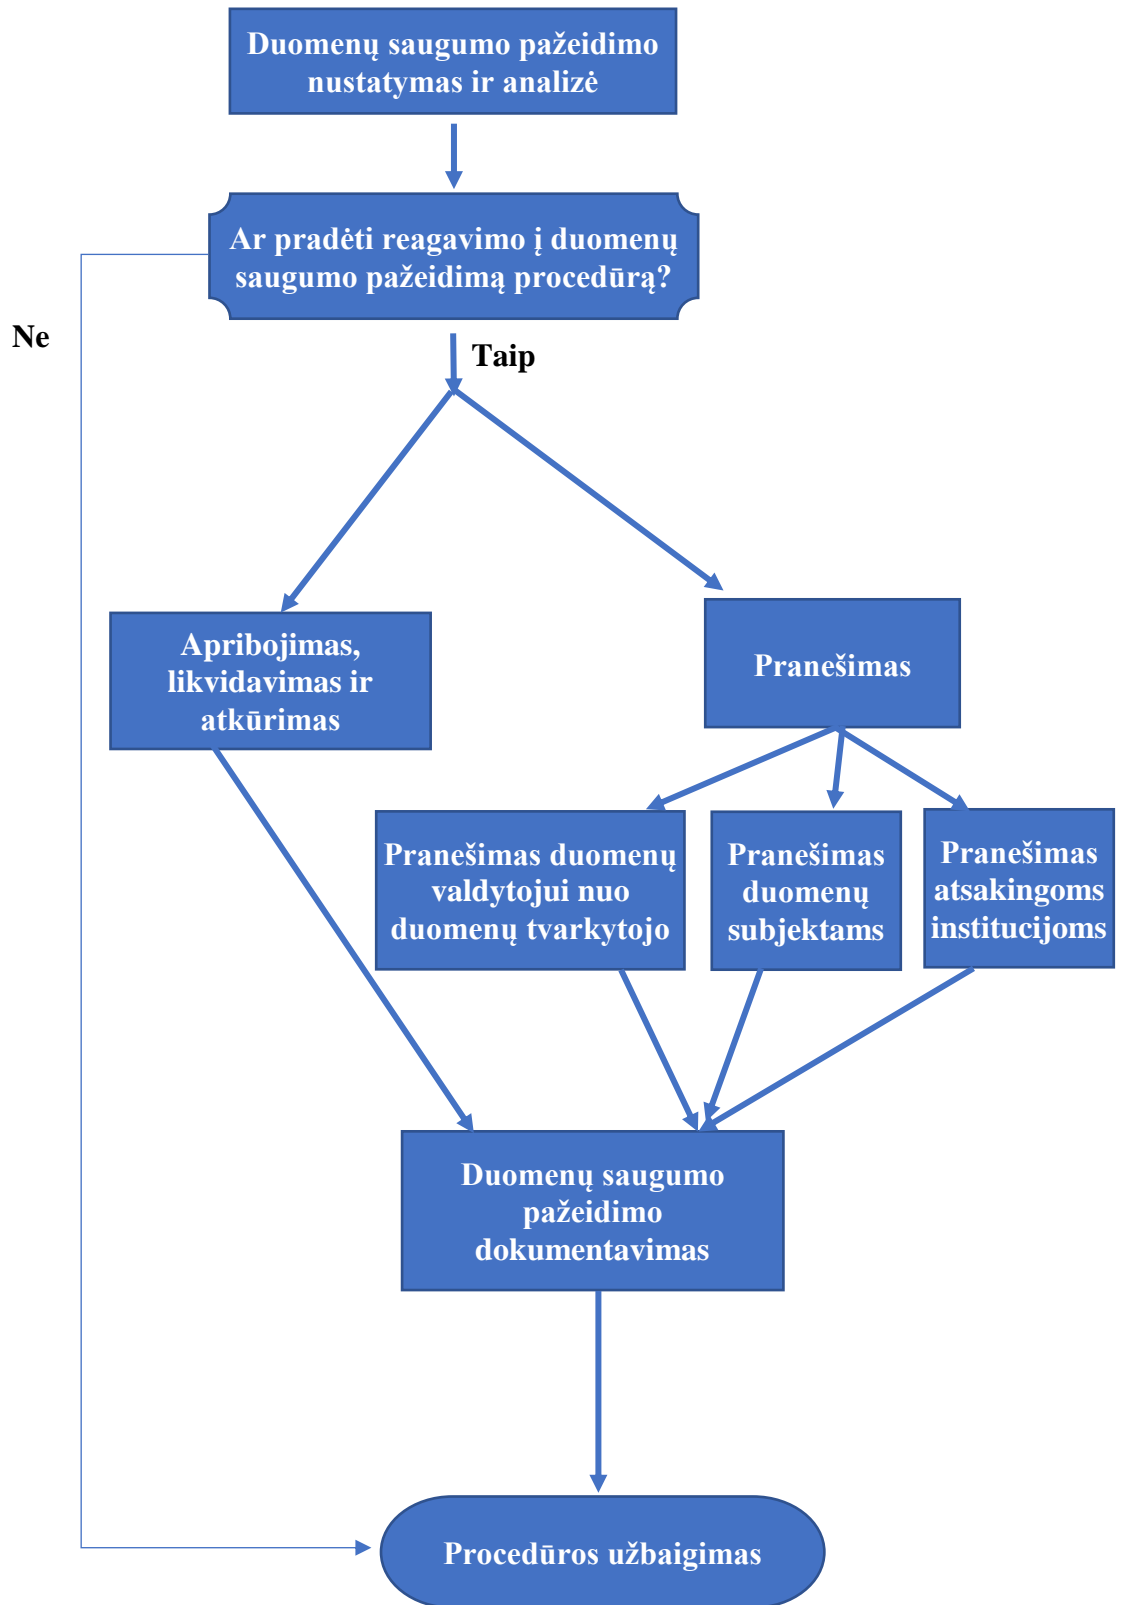 Duomenų saugumo pažeidimo
nustatymas ir analizė
Ar pradėti reagavimo į duomenų
saugumo pažeidimą procedūrą?
Ne
Taip
Apribojimas,
likvidavimas ir
atkūrimas
Pranešimas
Pranešimas duomenų
valdytojui nuo
duomenų tvarkytojo
Pranešimas
duomenų
subjektams
Pranešimas
atsakingoms
institucijoms
Duomenų saugumo
pažeidimo
dokumentavimas
Procedūros užbaigimas